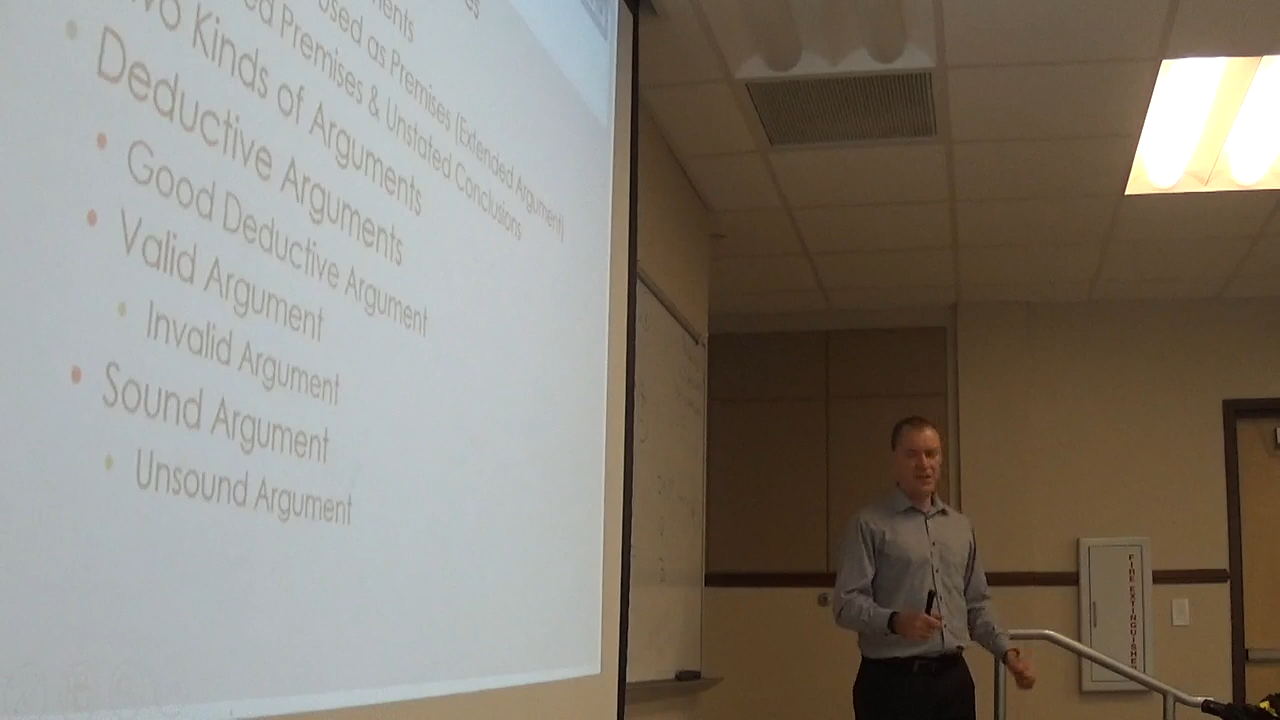 ments
used as Premises (Extended Argument)
Premises & Unstated Conclusions
Kinds of Arguments
Deductive Arguments
Good Deductive Argument
Valid Argument
Invalid Argument
Sound Argument
Unsound Argument
FIRE EXTINGUISHER